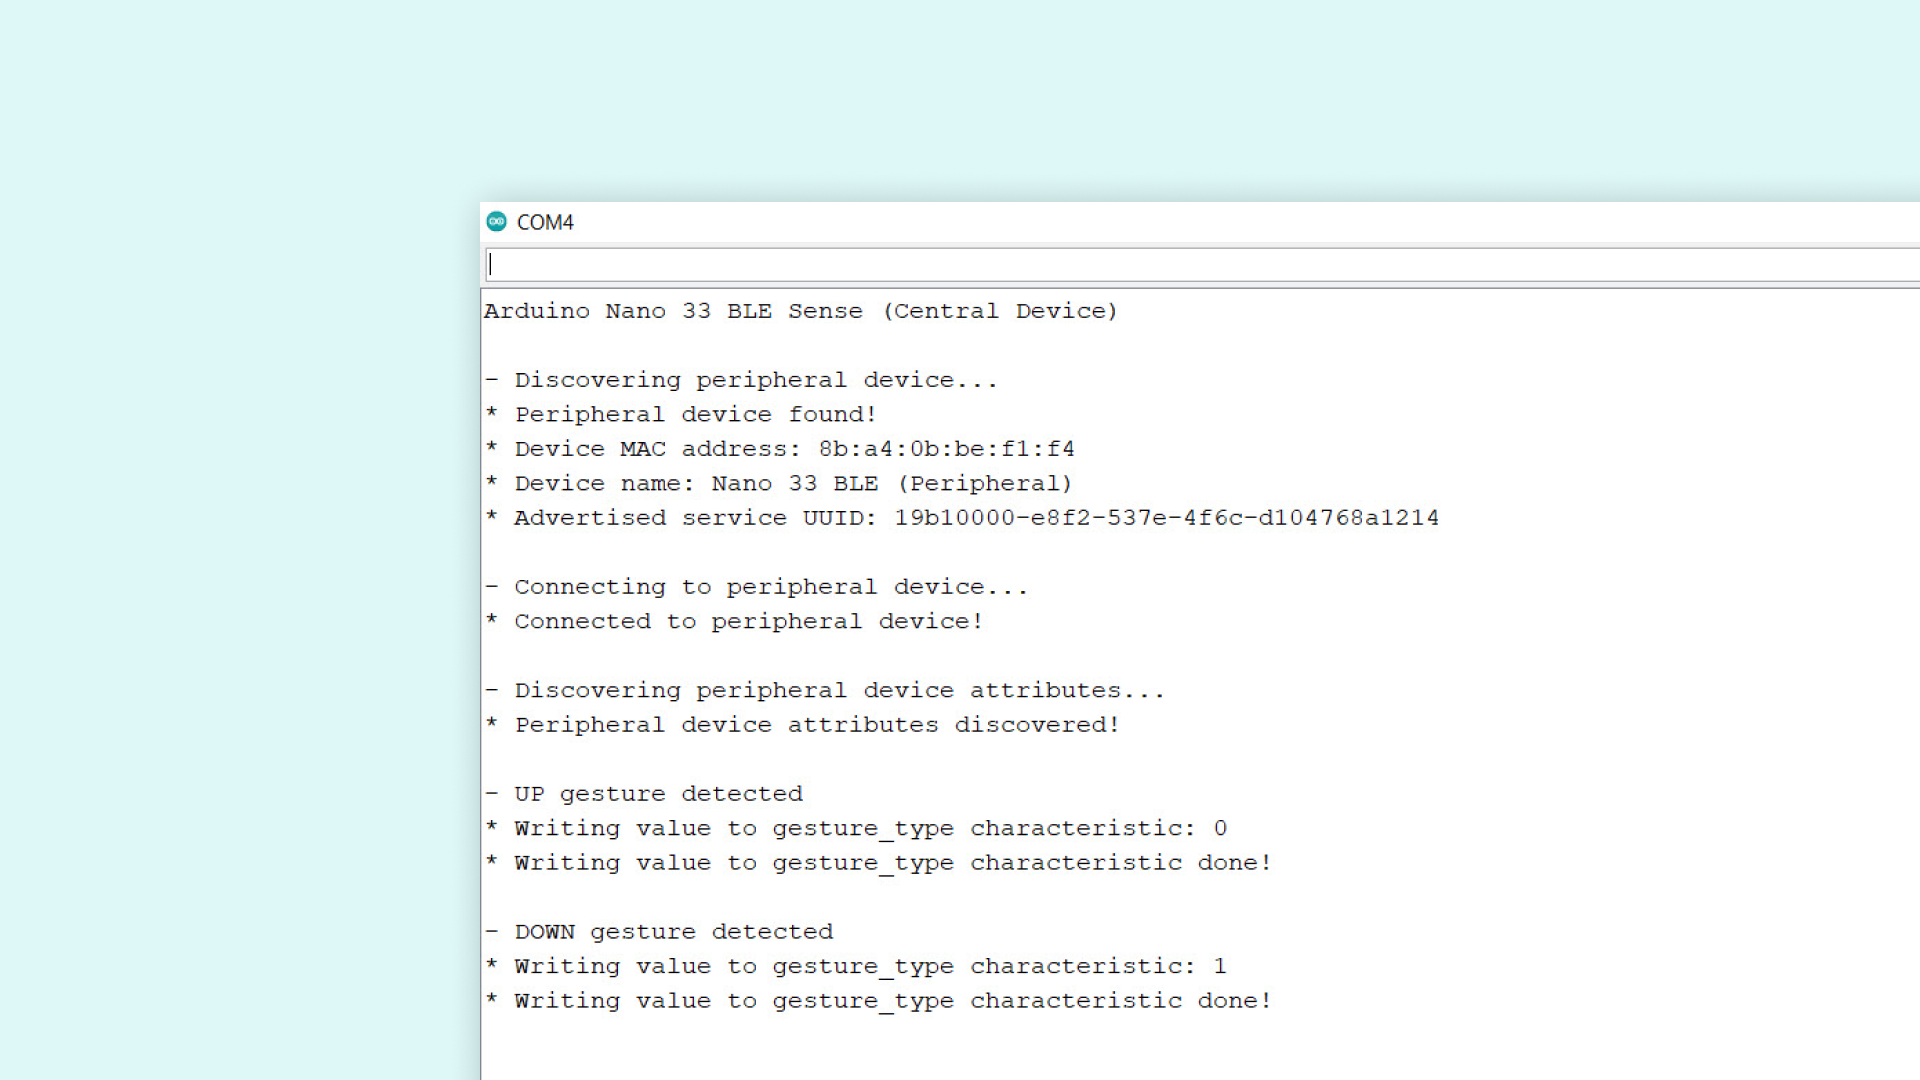 COM4
Arduino Nano 33 BLE Sense (Central Device)
- Discovering peripheral device...
* Peripheral device found!
* Device MAC address: 8b:a4:0b:be:f1:f4
* Device name: Nano 33 BLE (Peripheral)
* Advertised service UUID: 19b10000-e8f2-537e-4f6c-d104768a1214
- Connecting to peripheral device...
* Connected to peripheral device!
- Discovering peripheral device attributes...
* Peripheral device attributes discovered!
- UP gesture detected
* Writing value to gesture_type characteristic: 0
* Writing value to gesture_type characteristic done!
- DOWN gesture detected
* Writing value to gesture_type characteristic: 1
* Writing value to gesture_type characteristic done!